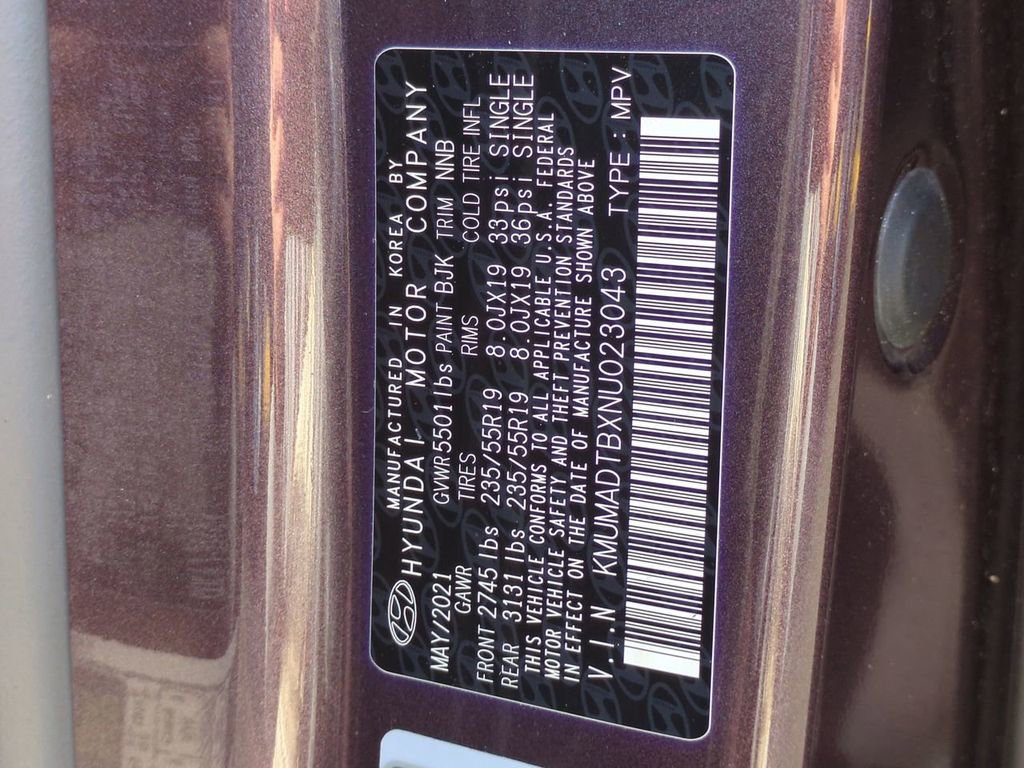 MANUFACTURED IN KOREA BY
HYUNDAI MOTOR COMPANY
MAY/2021 GVWR 5501 lbs PAINT BJK TRIM NNB
GAWR TIRES RIMS COLD TIRE INFL
FRONT 2745 lbs 235/55R19 8.0JX19 33psi SINGLE
REAR 3131 lbs 235/55R19 8.0JX19 36psi SINGLE
THIS VEHICLE CONFORMS TO ALL APPLICABLE U.S.A. FEDERAL
MOTOR VEHICLE SAFETY AND THEFT PREVENTION STANDARDS
IN EFFECT ON THE DATE OF MANUFACTURE SHOWN ABOVE
V.I.N KMUMADTBXNU023043 TYPE : MPV